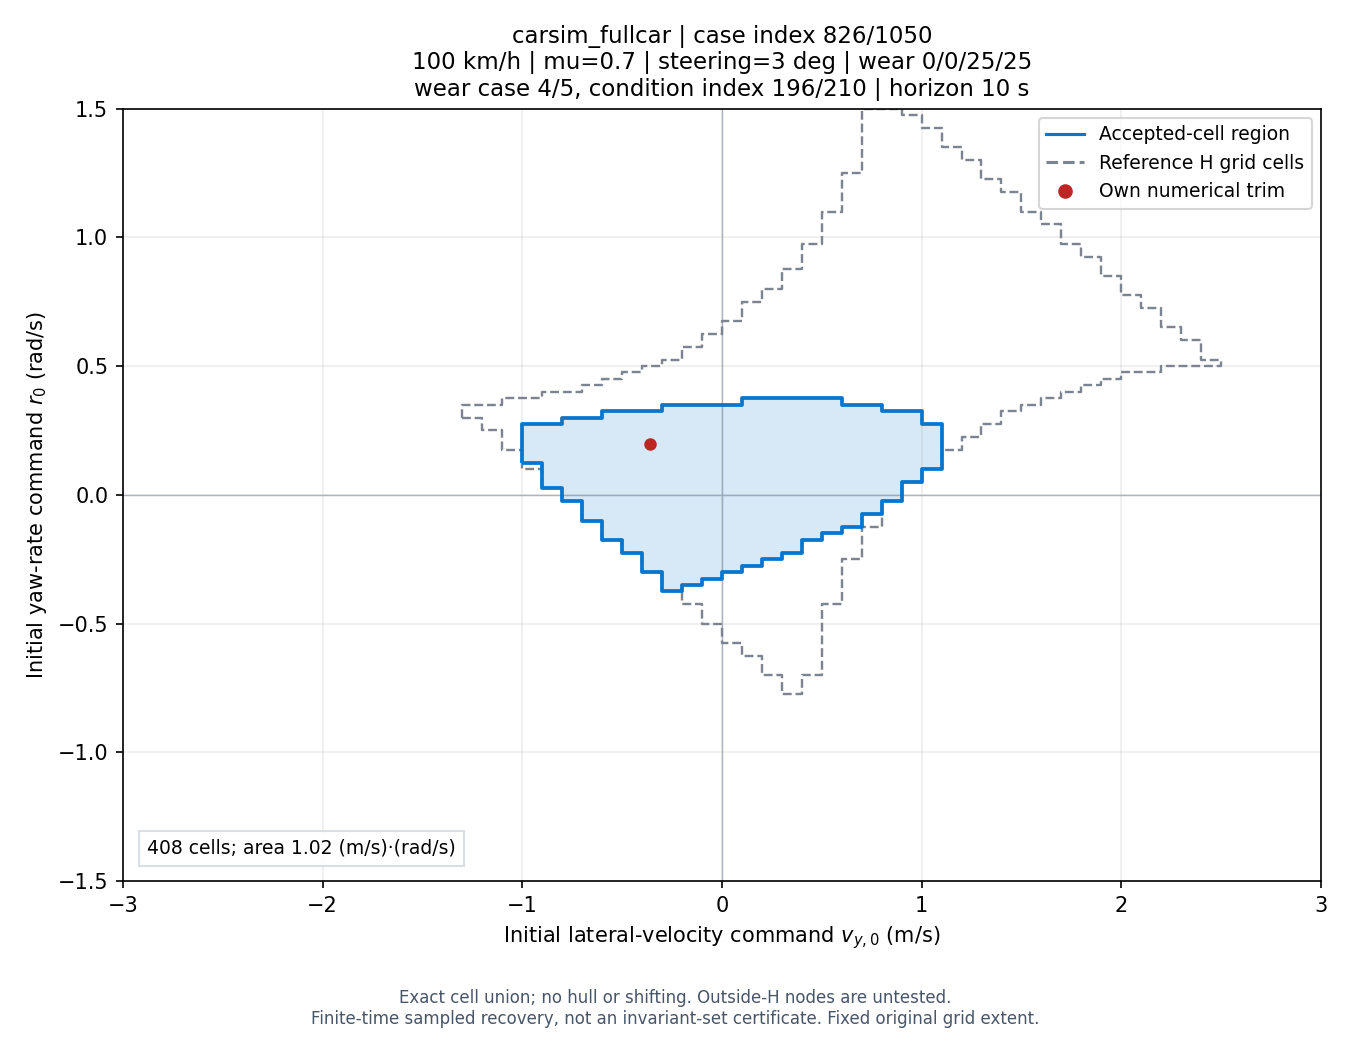 carsim_fullcar | case index 826/1050
100 km/h | mu=0.7 | steering=3 deg | wear 0/0/25/25
wear case 4/5, condition index 196/210 | horizon 10 s
Accepted-cell region
Reference H grid cells
Own numerical trim
1.5
1.0
0.5
0.0
−0.5
−1.0
−1.5
Initial yaw-rate command r₀ (rad/s)
408 cells; area 1.02 (m/s)·(rad/s)
−3
−2
−1
0
1
2
3
Initial lateral-velocity command v_{y,0} (m/s)
Exact cell union; no hull or shifting. Outside-H nodes are untested.
Finite-time sampled recovery, not an invariant-set certificate. Fixed original grid extent.